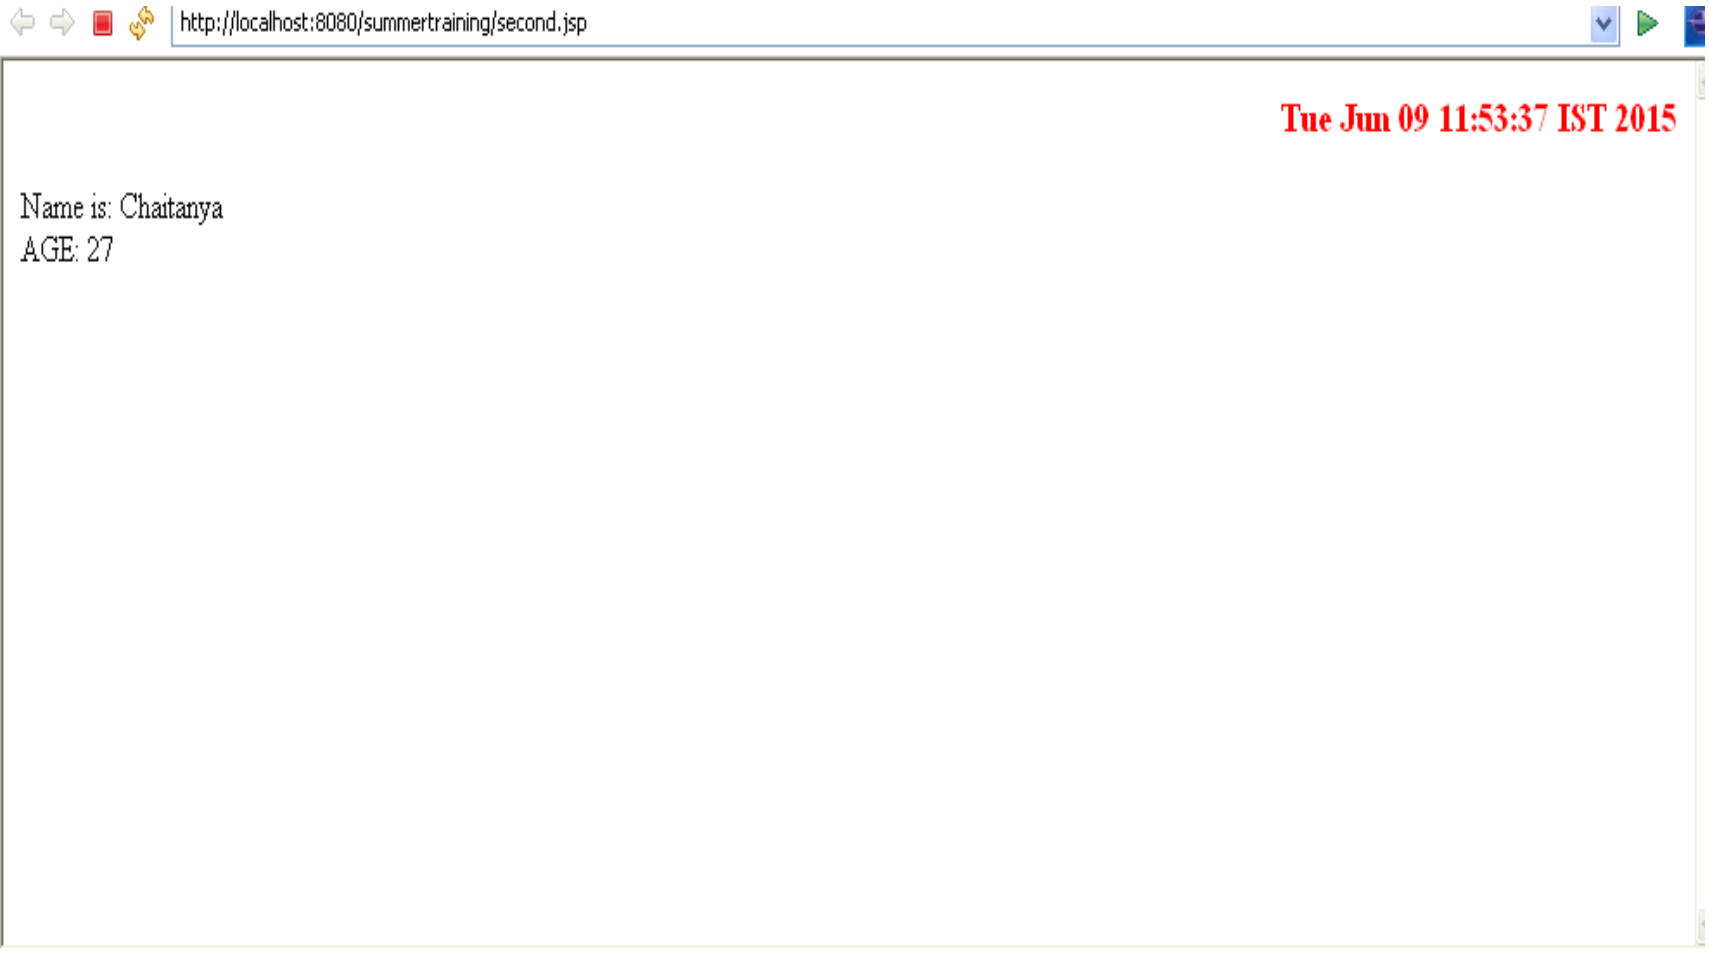 http://localhost:8080/summertraining/second.jsp
Tue Jun 09 11:53:37 IST 2015
Name is: Chaitanya
AGE: 27